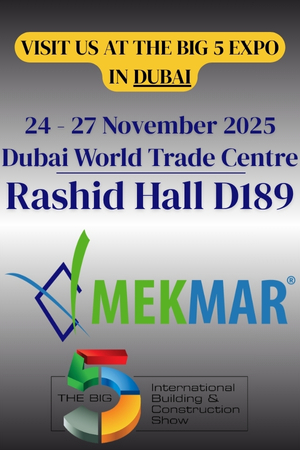 VISIT US AT THE BIG 5 EXPO
IN DUBAI
24 - 27 November 2025
Dubai World Trade Centre
Rashid Hall D189
MEKMAR®
5
THE BIG
International
Building &
Construction
Show